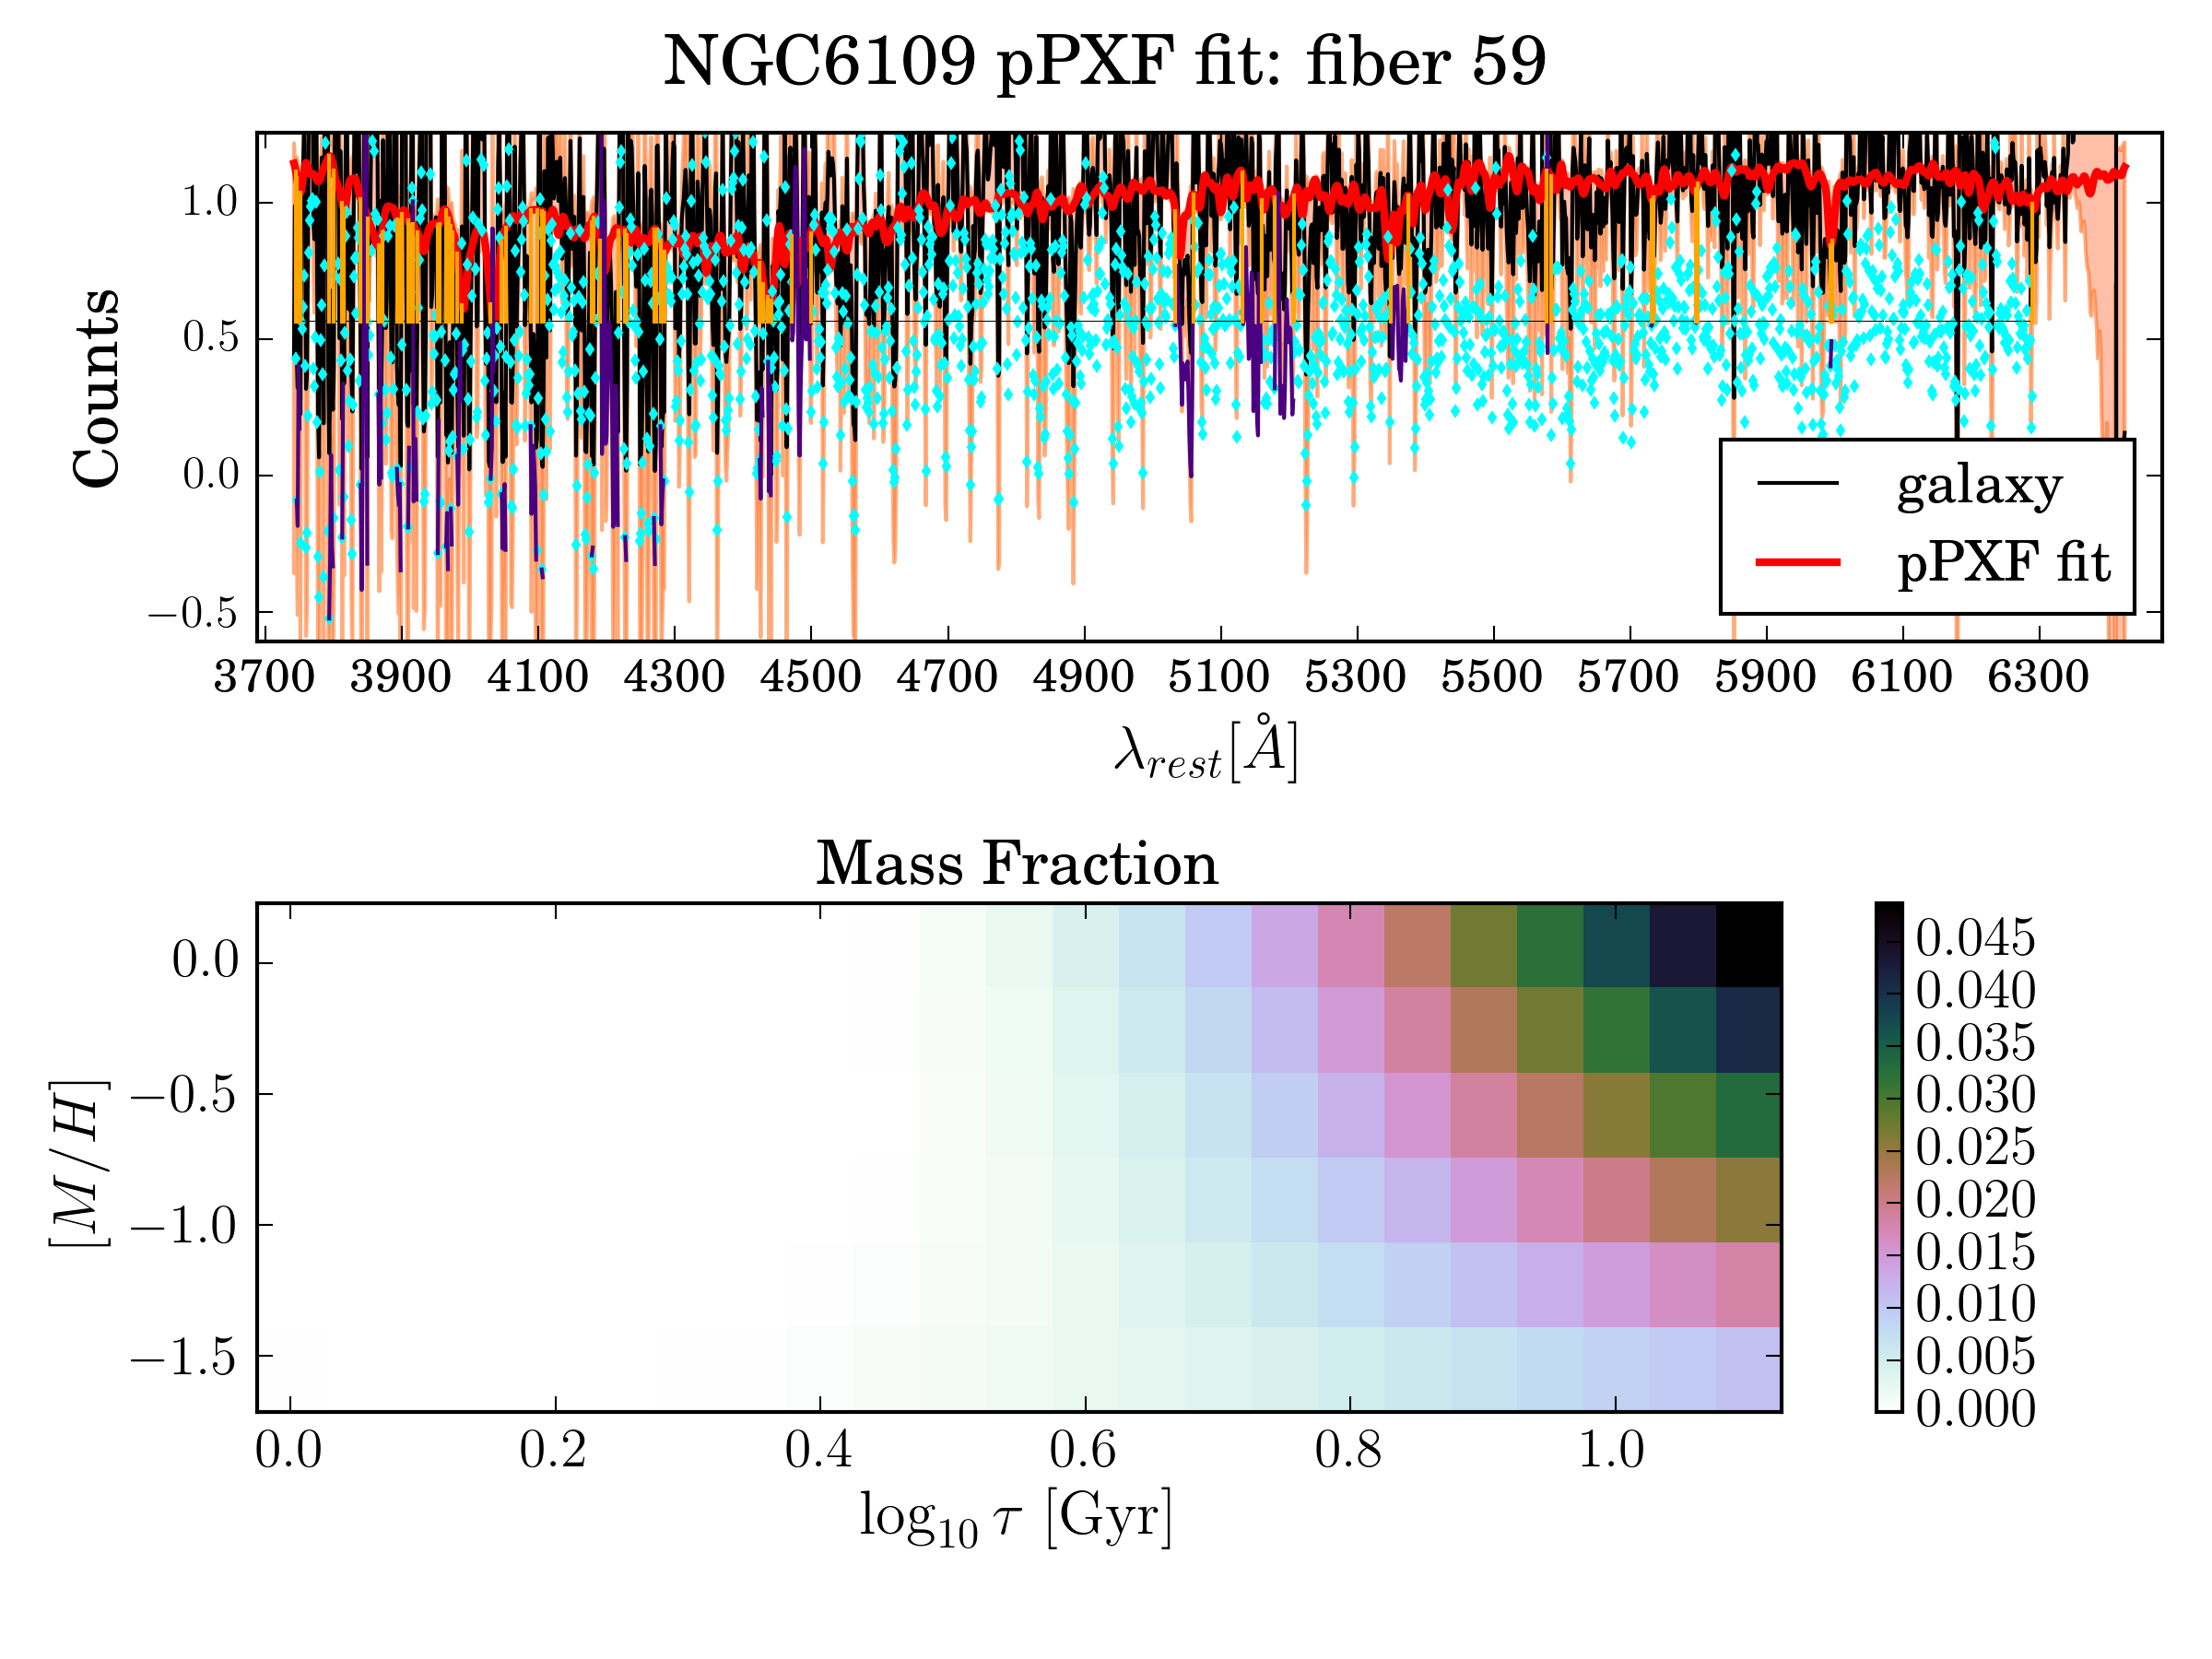 NGC6109 pPXF fit: fiber 59
Counts
1.0
0.5
0.0
−0.5
galaxy
pPXF fit
3700 3900 4100 4300 4500 4700 4900 5100 5300 5500 5700 5900 6100 6300
λrest[Å]
Mass Fraction
[M/H]
0.0
−0.5
−1.0
−1.5
0.0 0.2 0.4 0.6 0.8 1.0
log10 τ [Gyr]
0.045
0.040
0.035
0.030
0.025
0.020
0.015
0.010
0.005
0.000